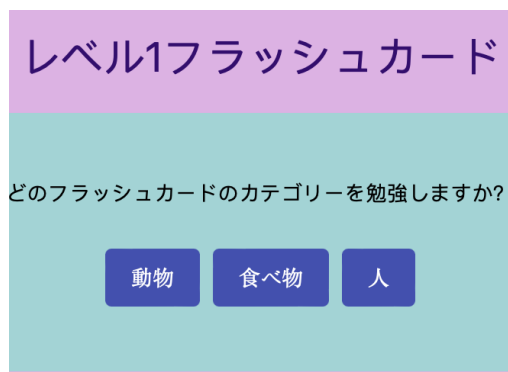 レベル1フラッシュカード
どのフラッシュカードのカテゴリーを勉強しますか?
動物 食べ物 人